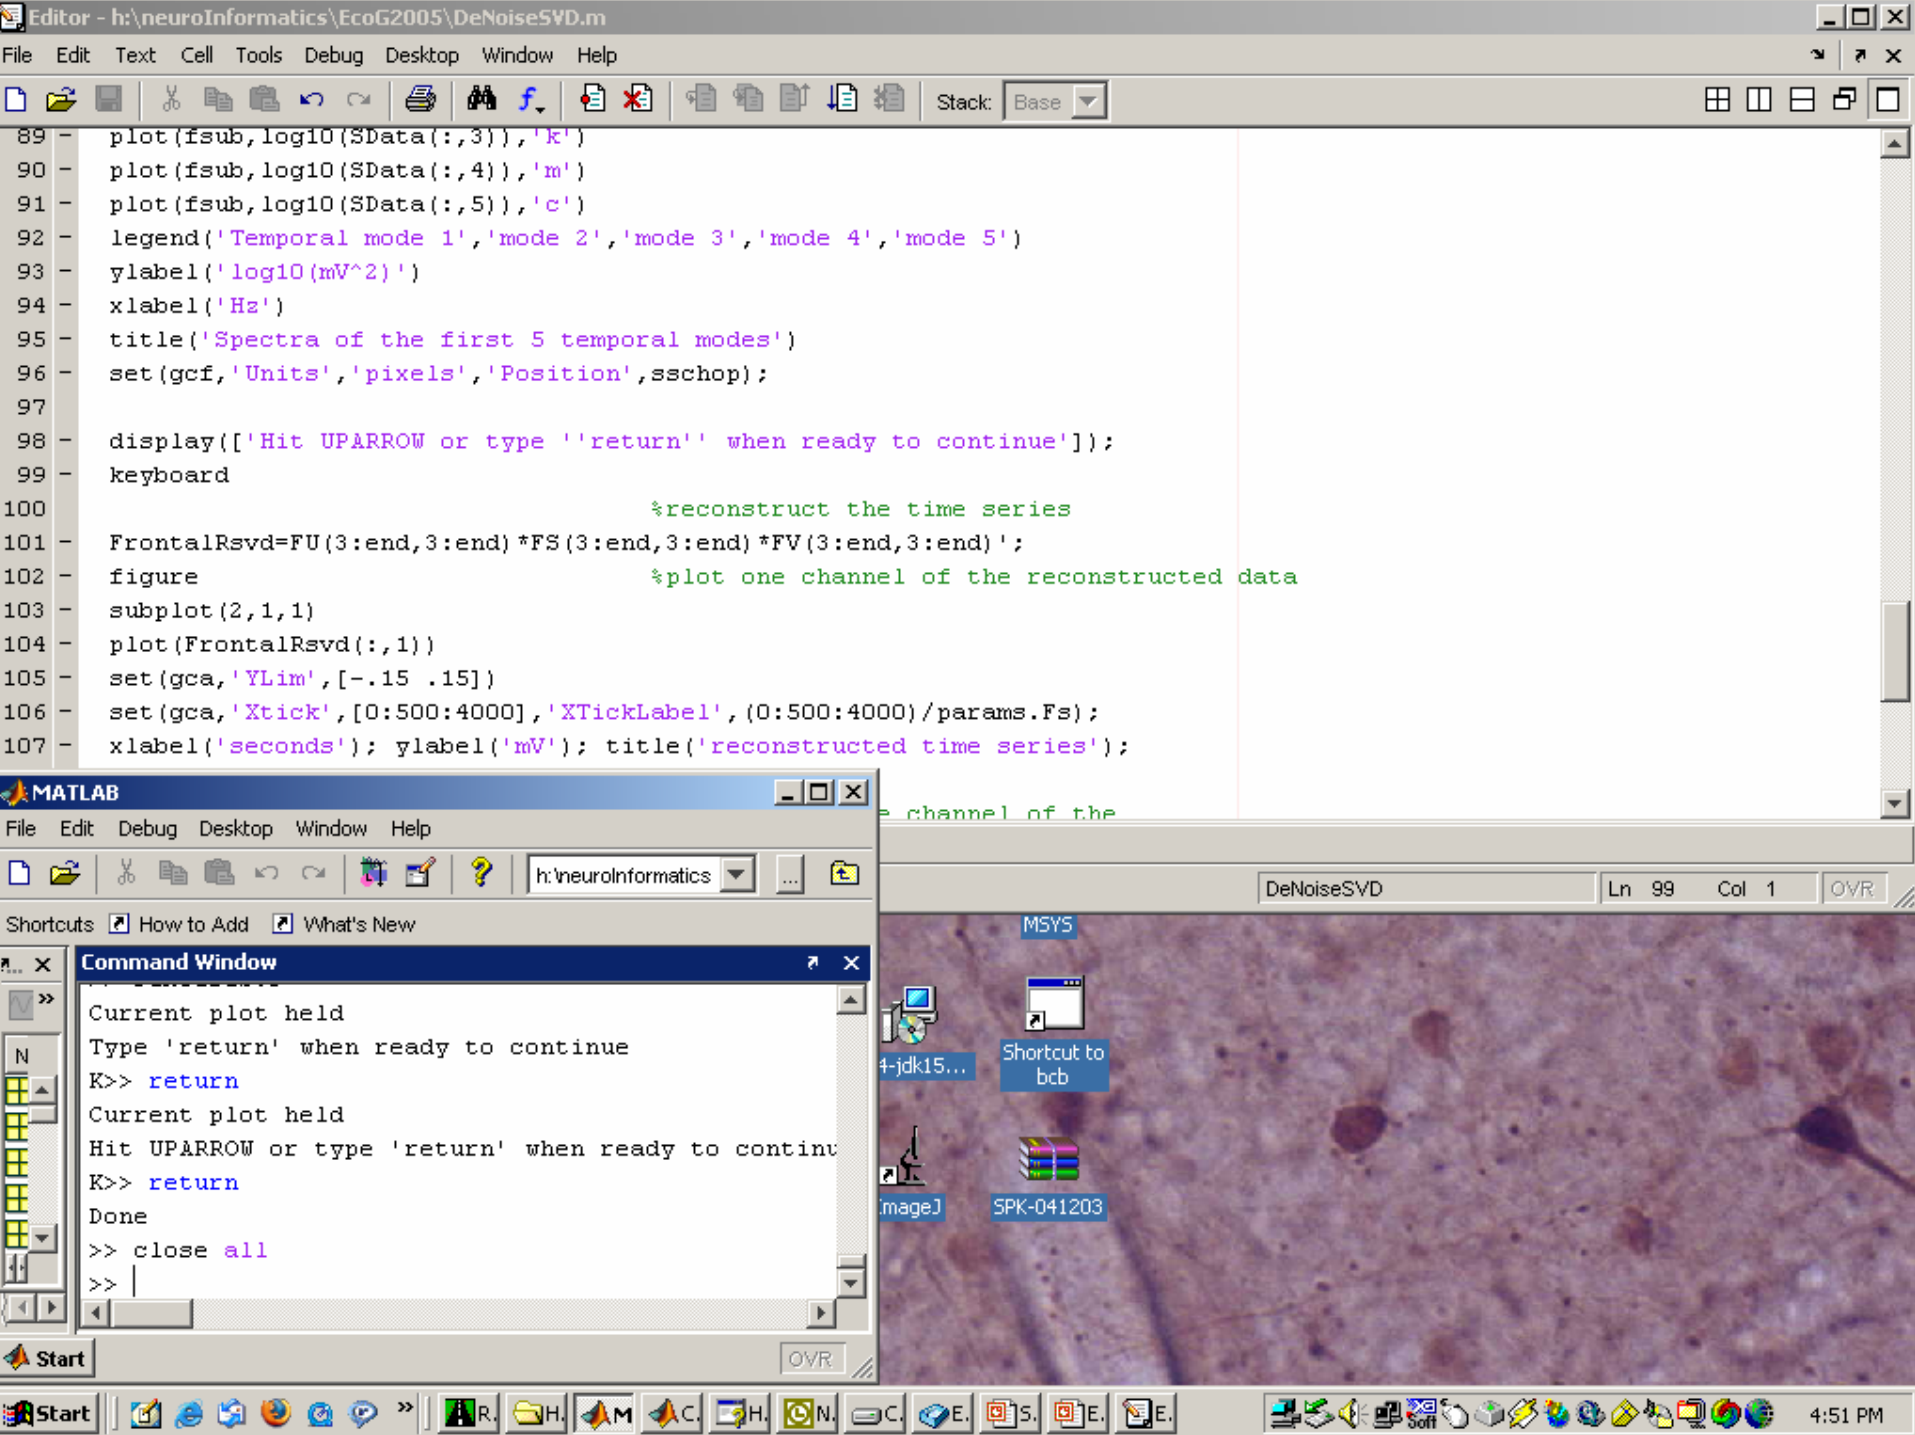 Editor - h:\neuroInformatics\EcoG2005\DeNoiseSVD.m
File Edit Text Cell Tools Debug Desktop Window Help
Stack: Base
89 - plot(fsub,log10(SData(:,3)),'k')
90 - plot(fsub,log10(SData(:,4)),'m')
91 - plot(fsub,log10(SData(:,5)),'c')
92 - legend('Temporal mode 1','mode 2','mode 3','mode 4','mode 5')
93 - ylabel('log10(mV^2)')
94 - xlabel('Hz')
95 - title('Spectra of the first 5 temporal modes')
96 - set(gcf,'Units','pixels','Position',sschop);
97
98 - display(['Hit UPARROW or type ''return'' when ready to continue']);
99 - keyboard
100 %reconstruct the time series
101 - FrontalRsvd=FU(3:end,3:end)*FS(3:end,3:end)*FV(3:end,3:end)';
102 - figure %plot one channel of the reconstructed data
103 - subplot(2,1,1)
104 - plot(FrontalRsvd(:,1))
105 - set(gca,'YLim',[-.15 .15])
106 - set(gca,'Xtick',[0:500:4000],'XTickLabel',(0:500:4000)/params.Fs);
107 - xlabel('seconds'); ylabel('mV'); title('reconstructed time series');
e channel of the
DeNoiseSVD Ln 99 Col 1 OVR
MATLAB
File Edit Debug Desktop Window Help
h:\neuroInformatics ...
Shortcuts How to Add What's New
Command Window
N
Current plot held
Type 'return' when ready to continue
K>> return
Current plot held
Hit UPARROW or type 'return' when ready to continu
K>> return
Done
>> close all
>>
Start OVR
MSYS
4-jdk15...
Shortcut to
bcb
ImageJ
SPK-041203
Start R. H. M C. H. N. C. E. S. E. E. Soft 4:51 PM